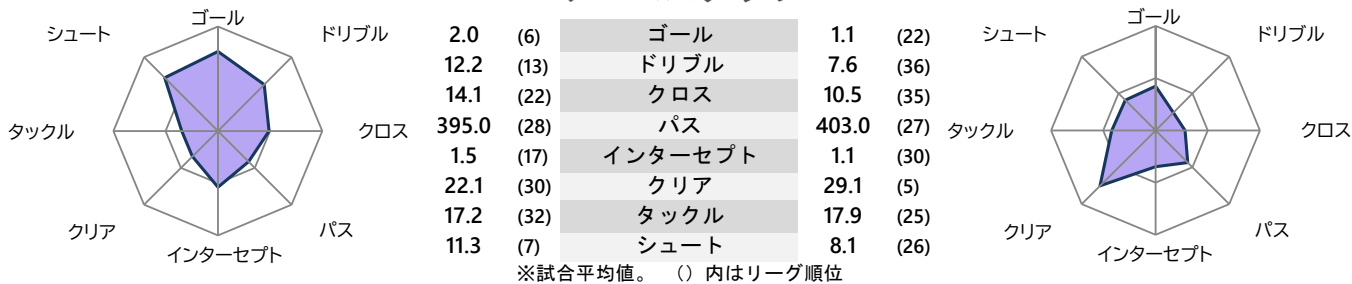 ゴール
シュート
ドリブル
タックル
クロス
クリア
パス
インターセプト
2.0 (6) ゴール 1.1 (22)
12.2 (13) ドリブル 7.6 (36)
14.1 (22) クロス 10.5 (35)
395.0 (28) パス 403.0 (27)
1.5 (17) インターセプト 1.1 (30)
22.1 (30) クリア 29.1 (5)
17.2 (32) タックル 17.9 (25)
11.3 (7) シュート 8.1 (26)
※試合平均値。 （）内はリーグ順位
ゴール
シュート
ドリブル
タックル
クロス
クリア
パス
インターセプト